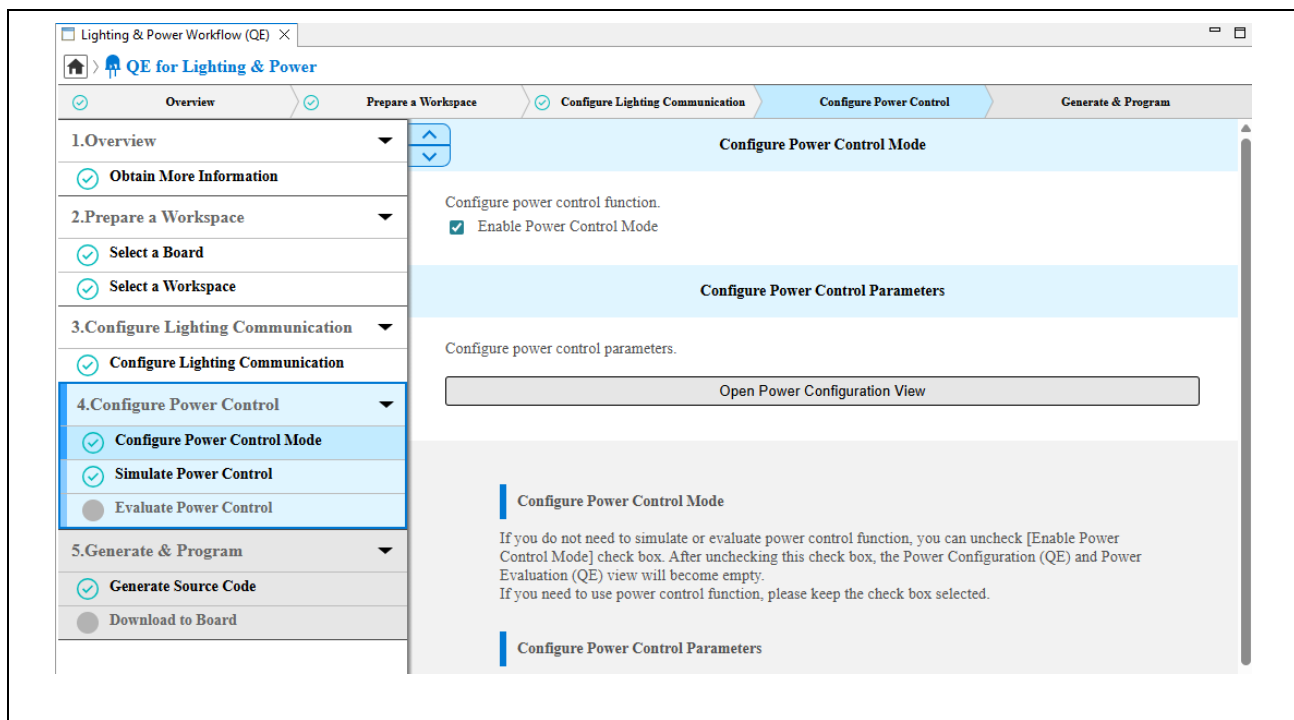 Lighting & Power Workflow (QE)
QE for Lighting & Power
Overview
Prepare a Workspace
Configure Lighting Communication
Configure Power Control
Generate & Program
1.Overview
Obtain More Information
2.Prepare a Workspace
Select a Board
Select a Workspace
3.Configure Lighting Communication
Configure Lighting Communication
4.Configure Power Control
Configure Power Control Mode
Simulate Power Control
Evaluate Power Control
5.Generate & Program
Generate Source Code
Download to Board
Configure Power Control Mode
Configure power control function.
Enable Power Control Mode
Configure Power Control Parameters
Configure power control parameters.
Open Power Configuration View
Configure Power Control Mode
If you do not need to simulate or evaluate power control function, you can uncheck [Enable Power
Control Mode] check box. After unchecking this check box, the Power Configuration (QE) and Power
Evaluation (QE) view will become empty.
If you need to use power control function, please keep the check box selected.
Configure Power Control Parameters